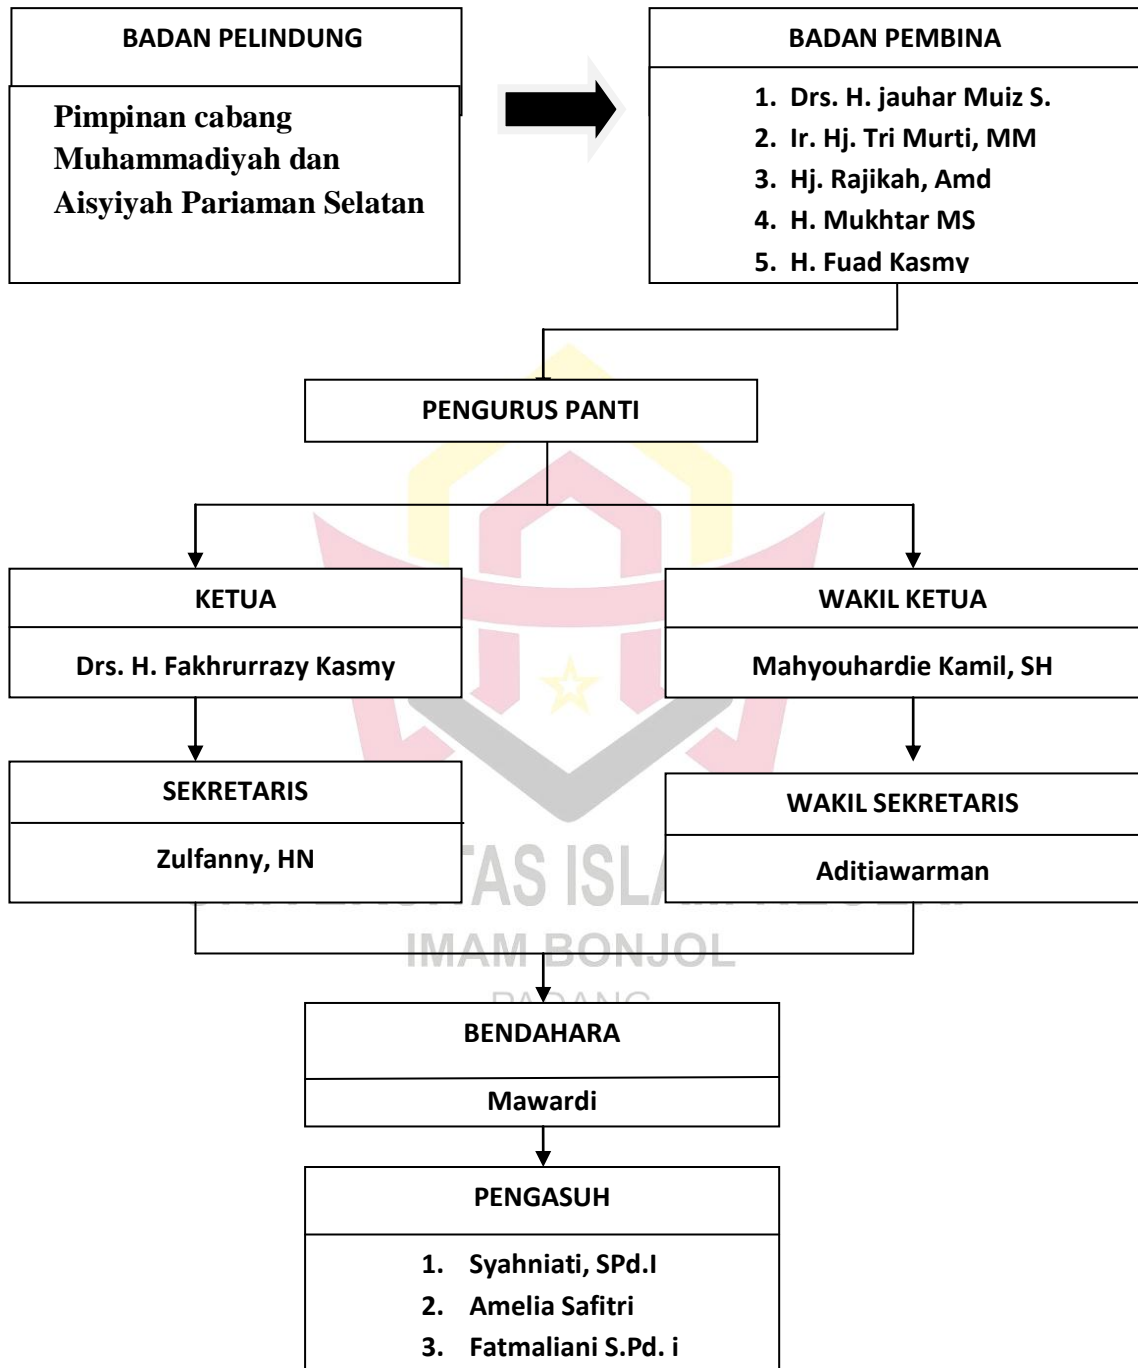 BADAN PELINDUNG
Pimpinan cabang
Muhammadiyah dan
Aisyiyah Pariaman Selatan
BADAN PEMBINA
1. Drs. H. jauhar Muiz S.
2. Ir. Hj. Tri Murti, MM
3. Hj. Rajikah, Amd
4. H. Mukhtar MS
5. H. Fuad Kasmy
PENGURUS PANTI
KETUA
Drs. H. Fakhrurrazy Kasmy
WAKIL KETUA
Mahyouhardie Kamil, SH
SEKRETARIS
Zulfanny, HN
WAKIL SEKRETARIS
Aditiawarman
ISLAM
IMAM BONJOL
PADANG
BENDAHARA
Mawardi
PENGASUH
1. Syahniati, SPd.I
2. Amelia Safitri
3. Fatmaliani S.Pd. i